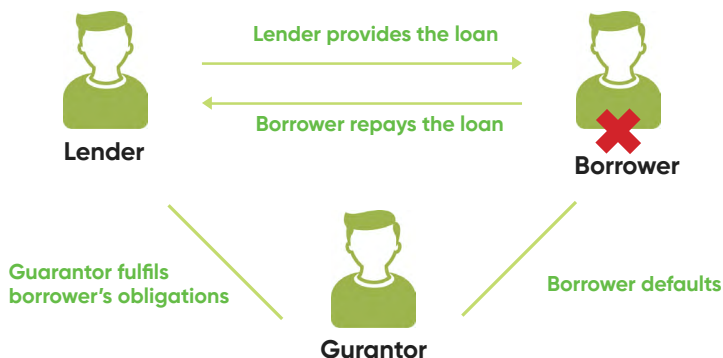 Lender provides the loan
Borrower repays the loan
Lender
Borrower
Guarantor fulfils
borrower's obligations
Borrower defaults
Gurantor